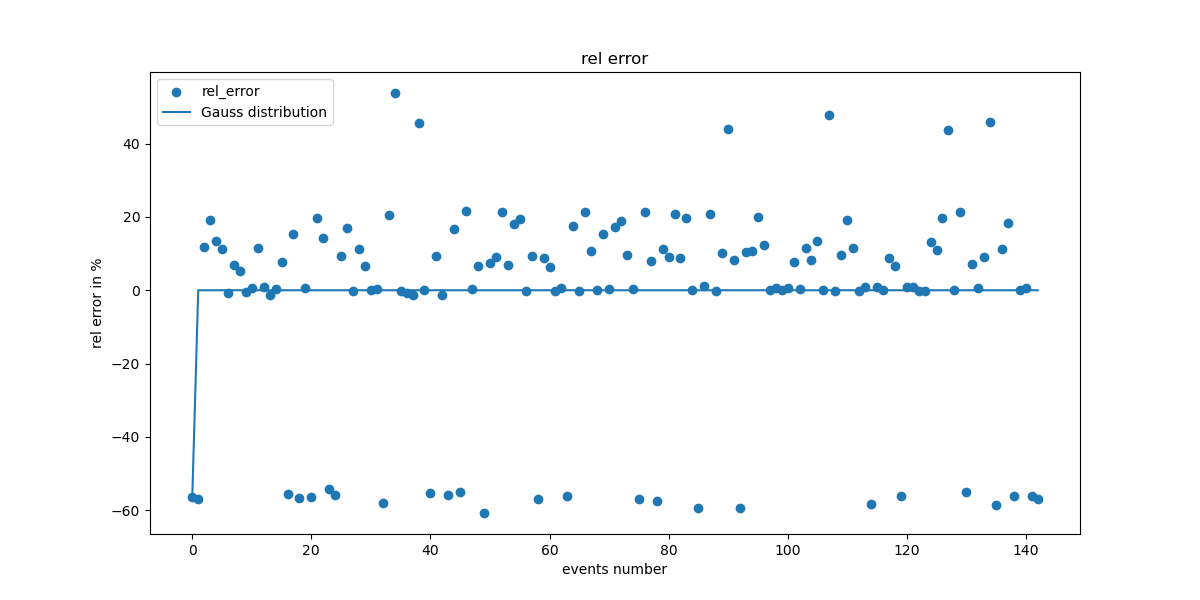 rel error
rel_error
Gauss distribution
40
20
0
−20
−40
−60
rel error in %
0
20
40
60
80
100
120
140
events number